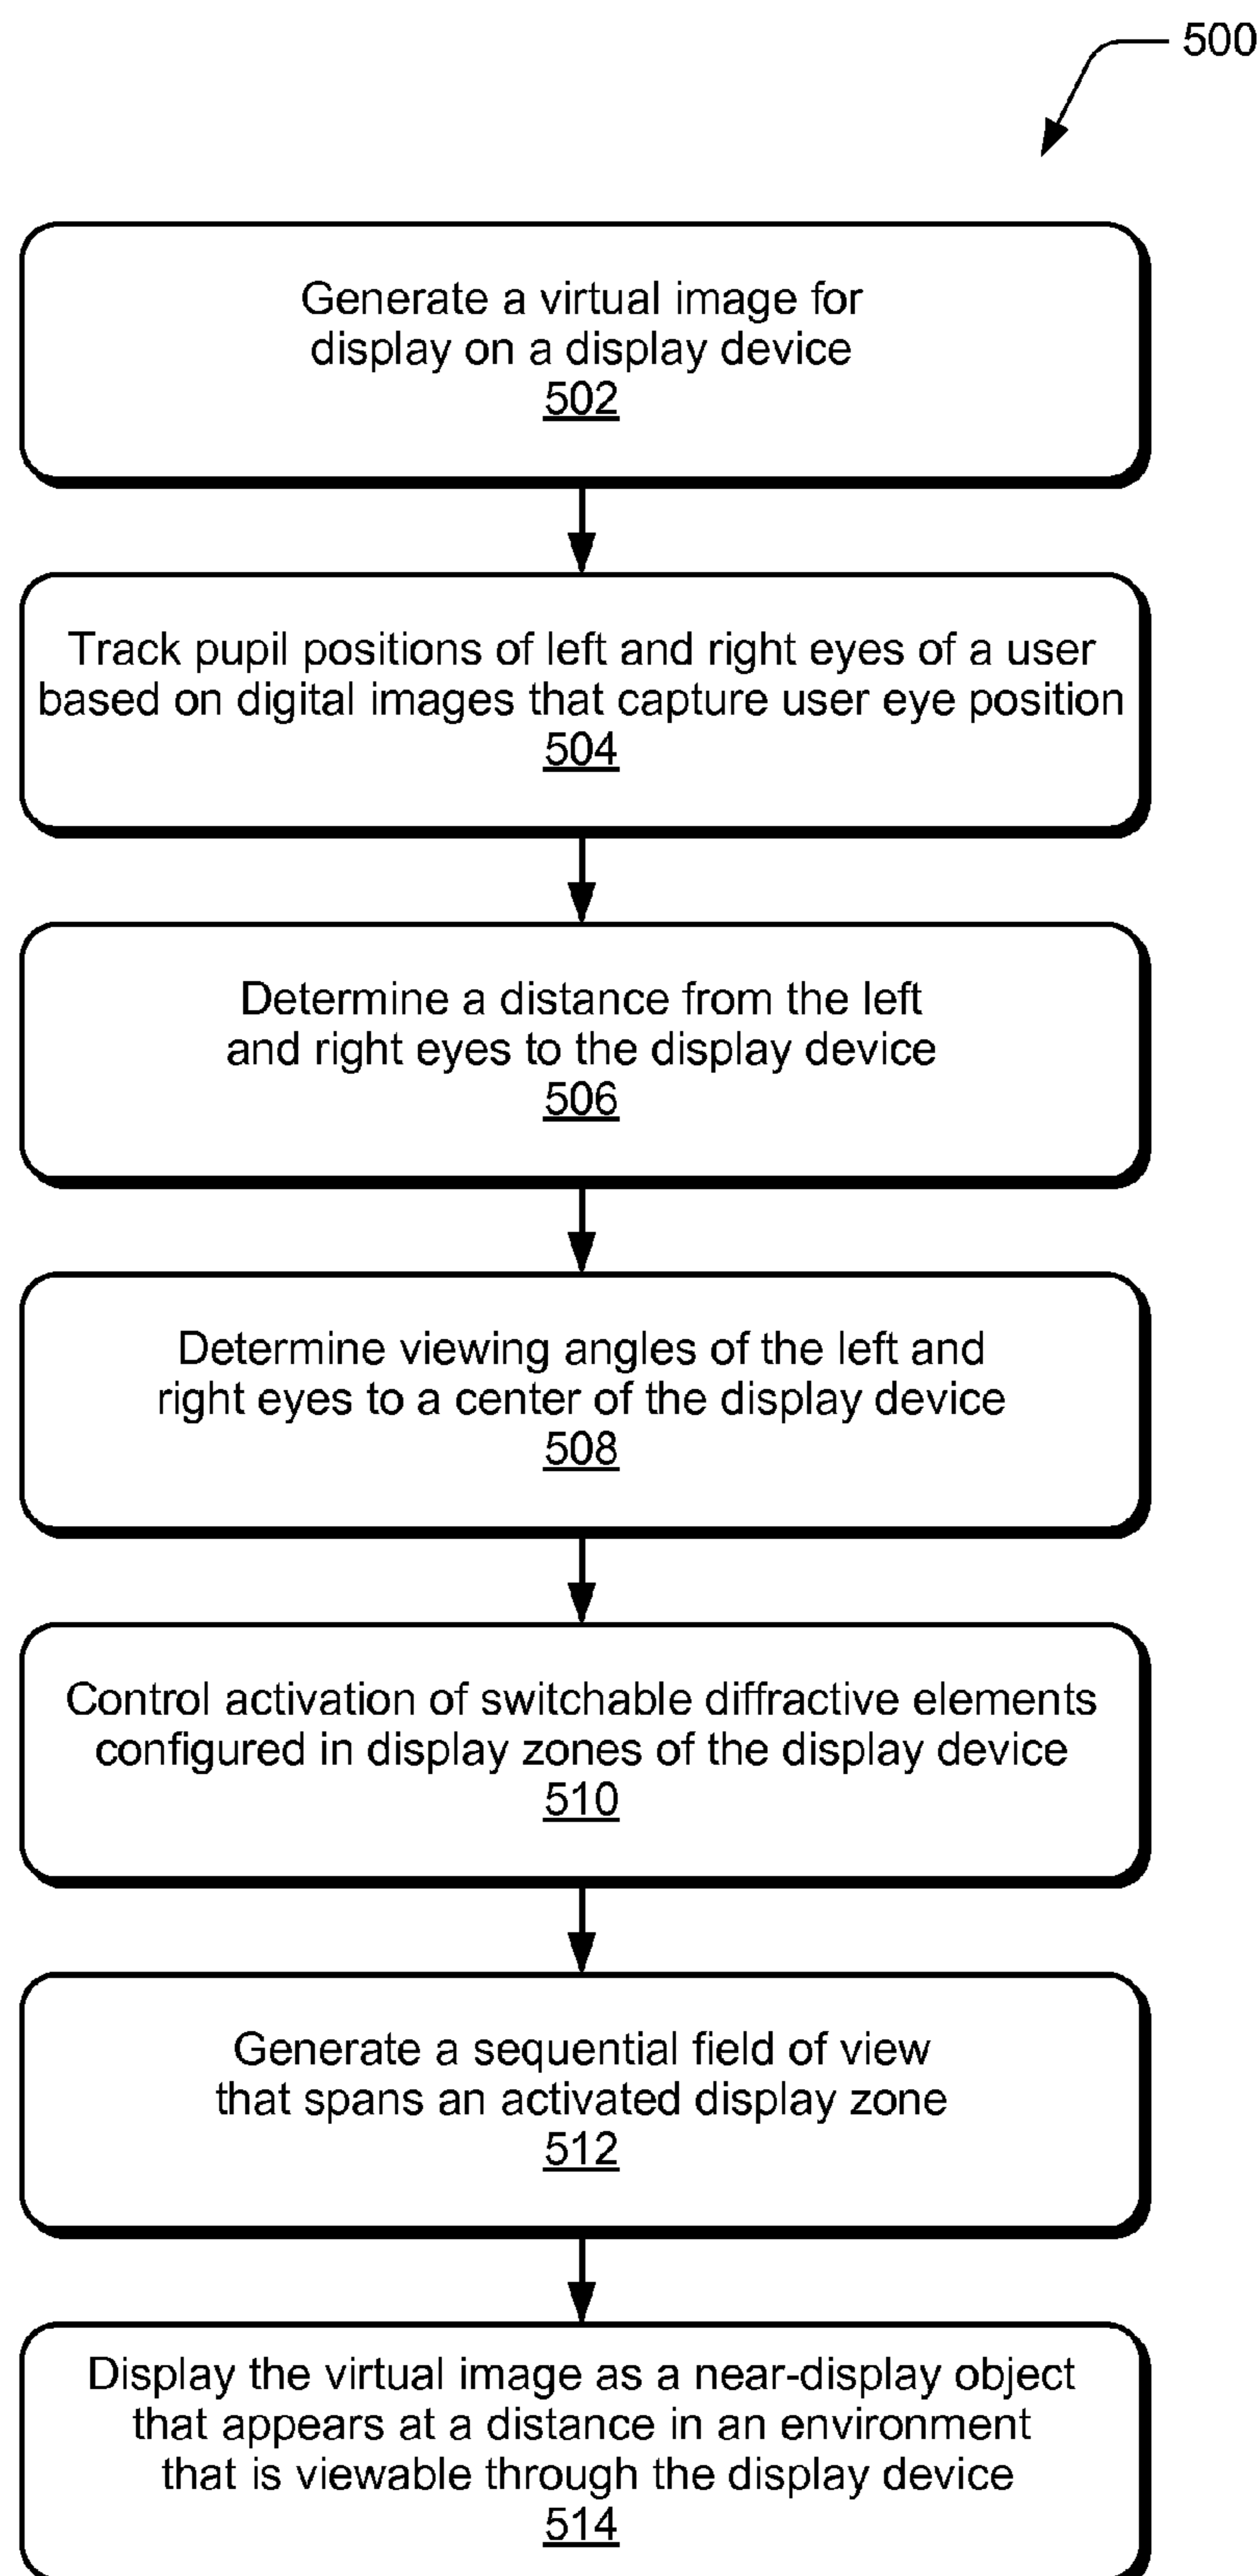 500
Generate a virtual image for
display on a display device
502
Track pupil positions of left and right eyes of a user
based on digital images that capture user eye position
504
Determine a distance from the left
and right eyes to the display device
506
Determine viewing angles of the left and
right eyes to a center of the display device
508
Control activation of switchable diffractive elements
configured in display zones of the display device
510
Generate a sequential field of view
that spans an activated display zone
512
Display the virtual image as a near-display object
that appears at a distance in an environment
that is viewable through the display device
514